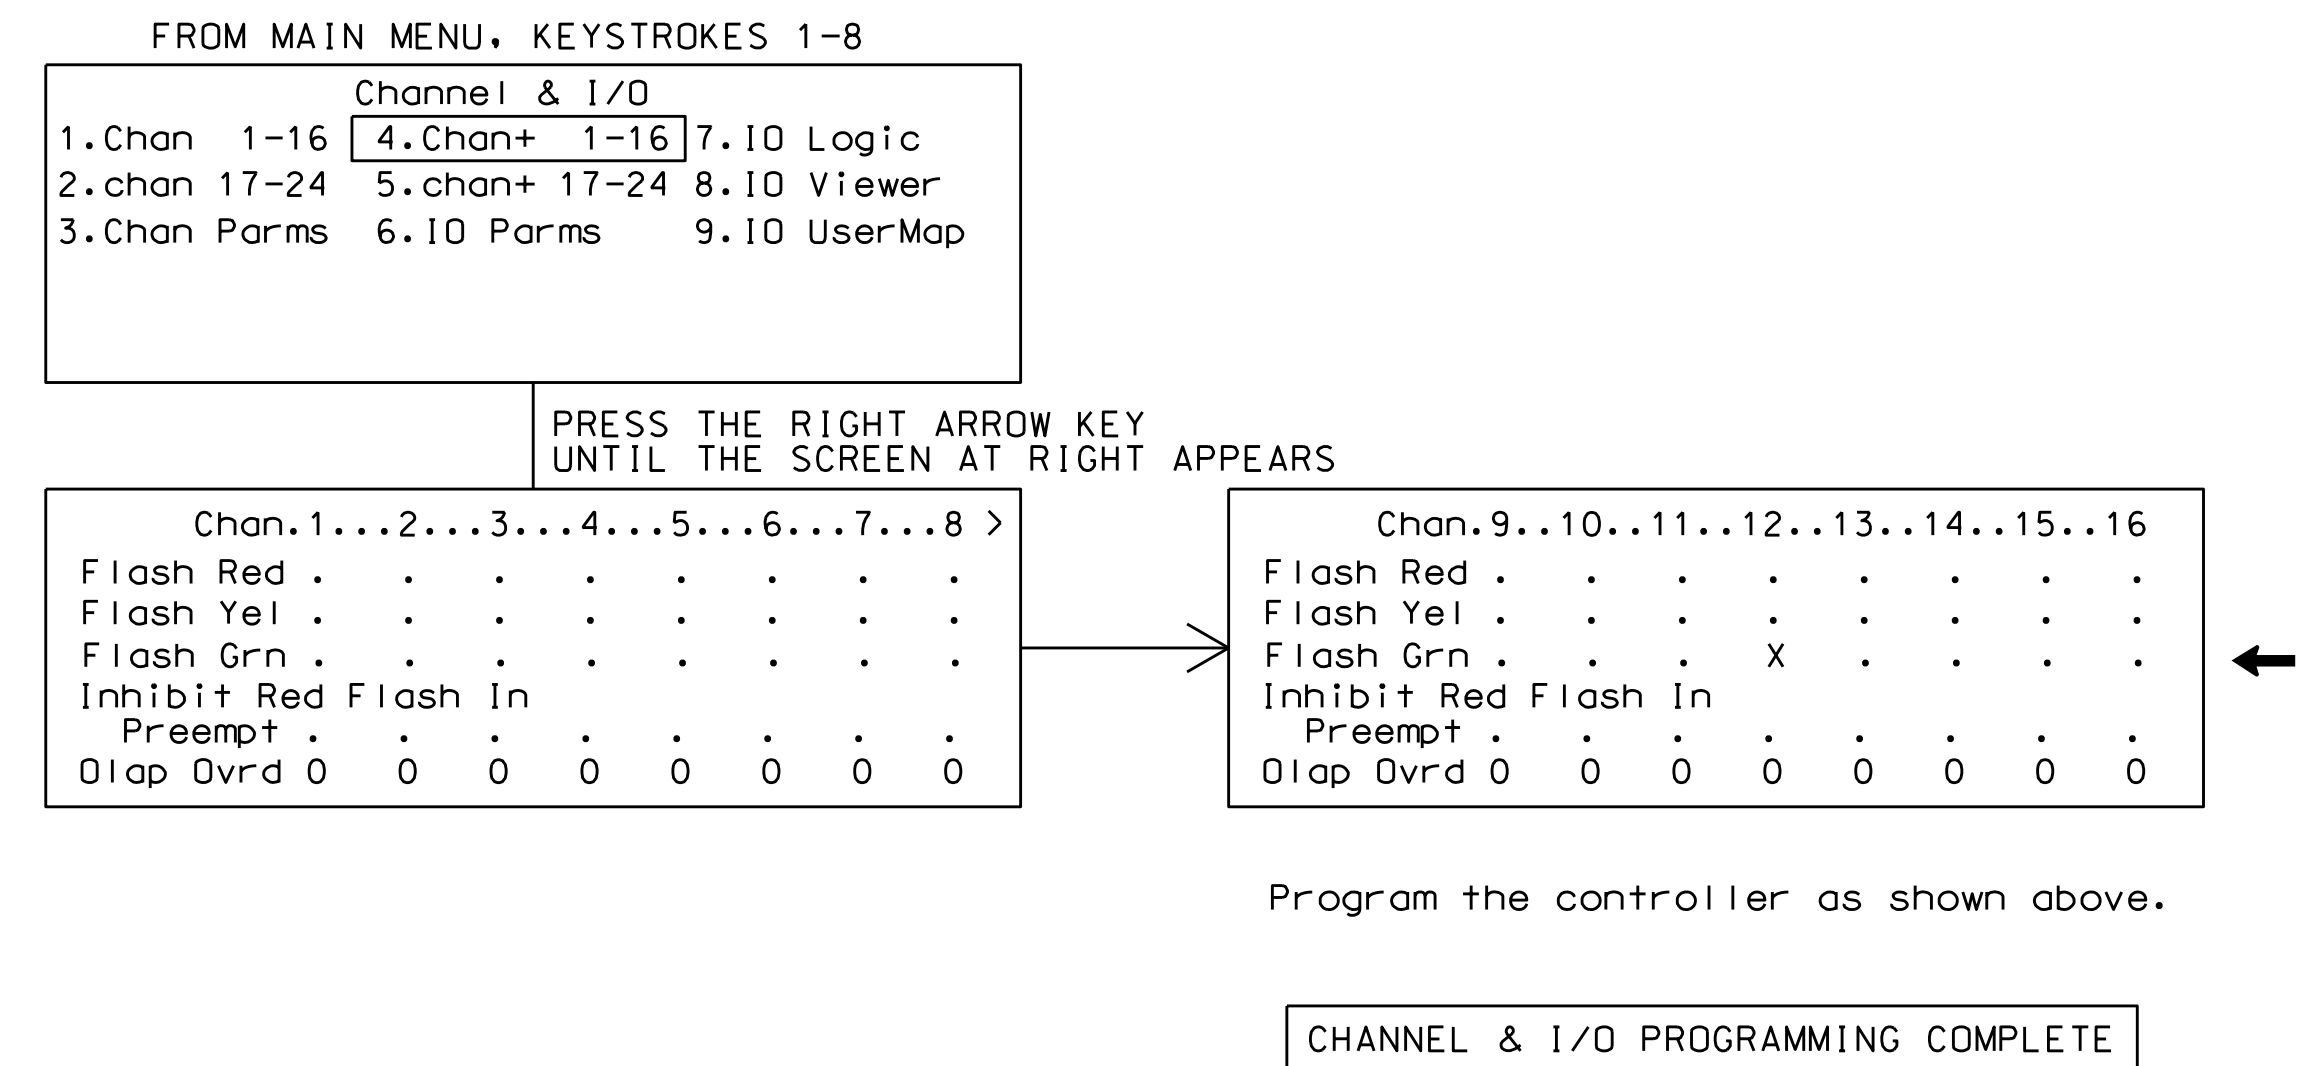 FROM MAIN MENU, KEYSTROKES 1-8
Channel & I/O
1.Chan 1-16 4.Chan+ 1-16 7.IO Logic
2.chan 17-24 5.chan+ 17-24 8.IO Viewer
3.Chan Parms 6.IO Parms 9.IO UserMap
PRESS THE RIGHT ARROW KEY
UNTIL THE SCREEN AT RIGHT APPEARS
Chan.1...2...3...4...5...6...7...8 >
Flash Red . . . . . . . .
Flash Yel . . . . . . . .
Flash Grn . . . . . . . .
Inhibit Red Flash In
Preempt . . . . . . . .
Olap Ovrd 0 0 0 0 0 0 0 0
Chan.9..10..11..12..13..14..15..16
Flash Red . . . . . . . .
Flash Yel . . . . . . . .
Flash Grn . . . X . . . .
Inhibit Red Flash In
Preempt . . . . . . . .
Olap Ovrd 0 0 0 0 0 0 0 0
Program the controller as shown above.
CHANNEL & I/O PROGRAMMING COMPLETE